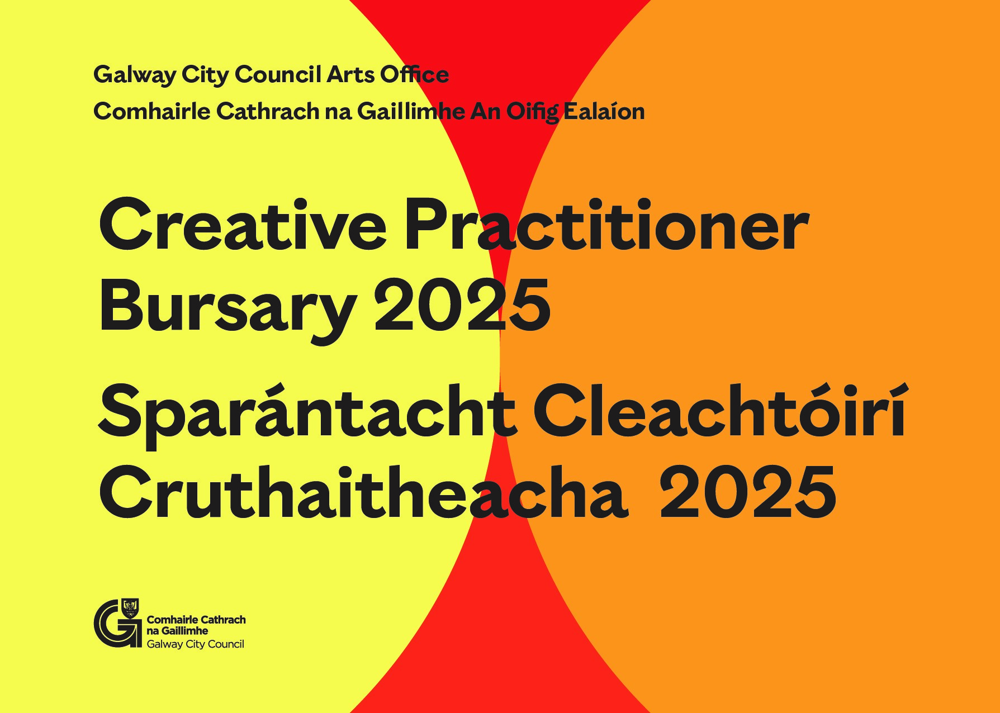 Galway City Council Arts Office
Comhairle Cathrach na Gaillimhe An Oifig Ealaíon
Creative Practitioner
Bursary 2025
Sparántacht Cleachtóirí
Cruthaitheacha 2025
Comhairle Cathrach
na Gaillimhe
Galway City Council